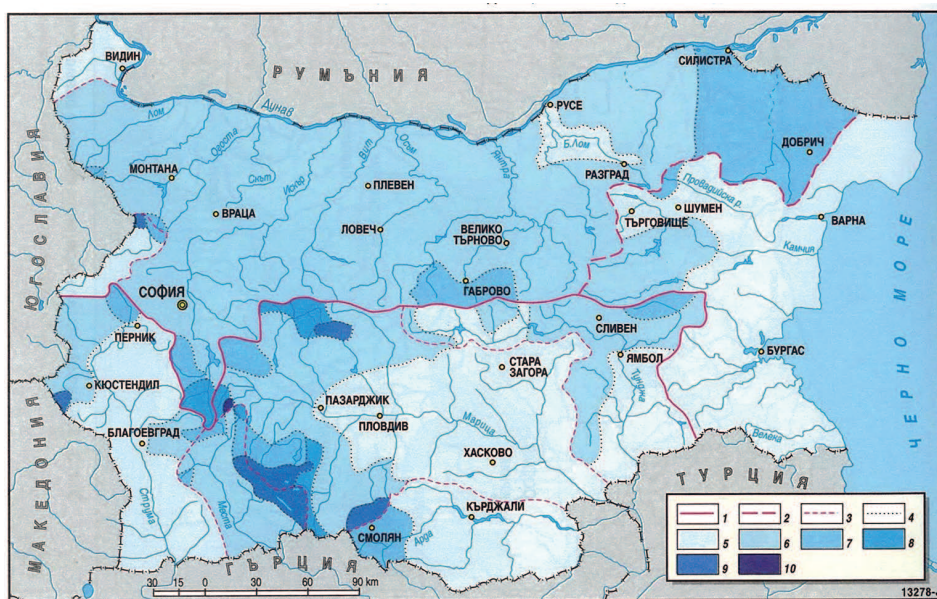 РУМЪНИЯ
ЮГОСЛАВИЯ
МАКЕДОНИЯ
ГЪРЦИЯ
ТУРЦИЯ
ЧЕРНО МОРЕ
ВИДИН
СИЛИСТРА
Дунав
РУСЕ
Лом
ДОБРИЧ
Огоста
Скът
Искър
Вит
Осъм
Янтра
Б.Лом
МОНТАНА
ПЛЕВЕН
РАЗГРАД
Провадийска р.
ВРАЦА
ШУМЕН
ТЪРГОВИЩЕ
ВАРНА
ЛОВЕЧ
ВЕЛИКО
ТЪРНОВО
Камчия
ГАБРОВО
СОФИЯ
СЛИВЕН
ПЕРНИК
ЯМБОЛ
БУРГАС
СТАРА
ЗАГОРА
КЮСТЕНДИЛ
Тунджа
ПАЗАРДЖИК
ПЛОВДИВ
Марица
БЛАГОЕВГРАД
Велека
ХАСКОВО
Струма
Места
КЪРДЖАЛИ
СМОЛЯН
Арда
30 15 0 30 60 90 km
1 2 3 4
5 6 7 8
9 10
13278-